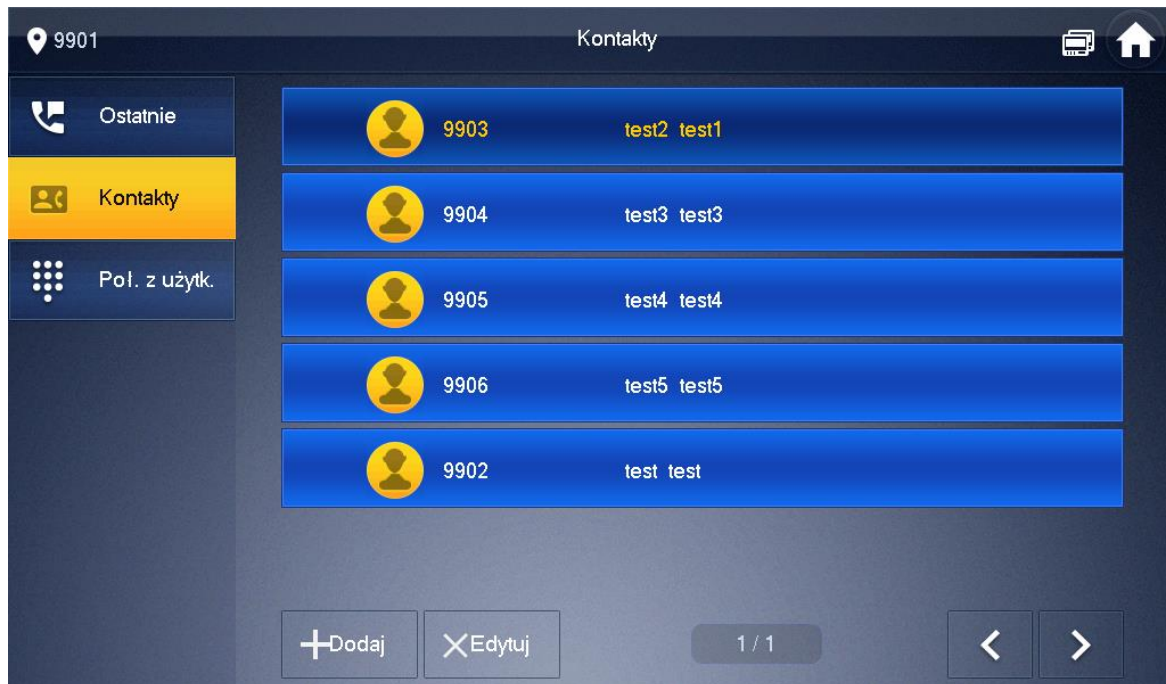 9901 Kontakty
Ostatnie
Kontakty
Poł. z użytk.
9903 test2 test1
9904 test3 test3
9905 test4 test4
9906 test5 test5
9902 test test
Dodaj Edytuj 1 / 1